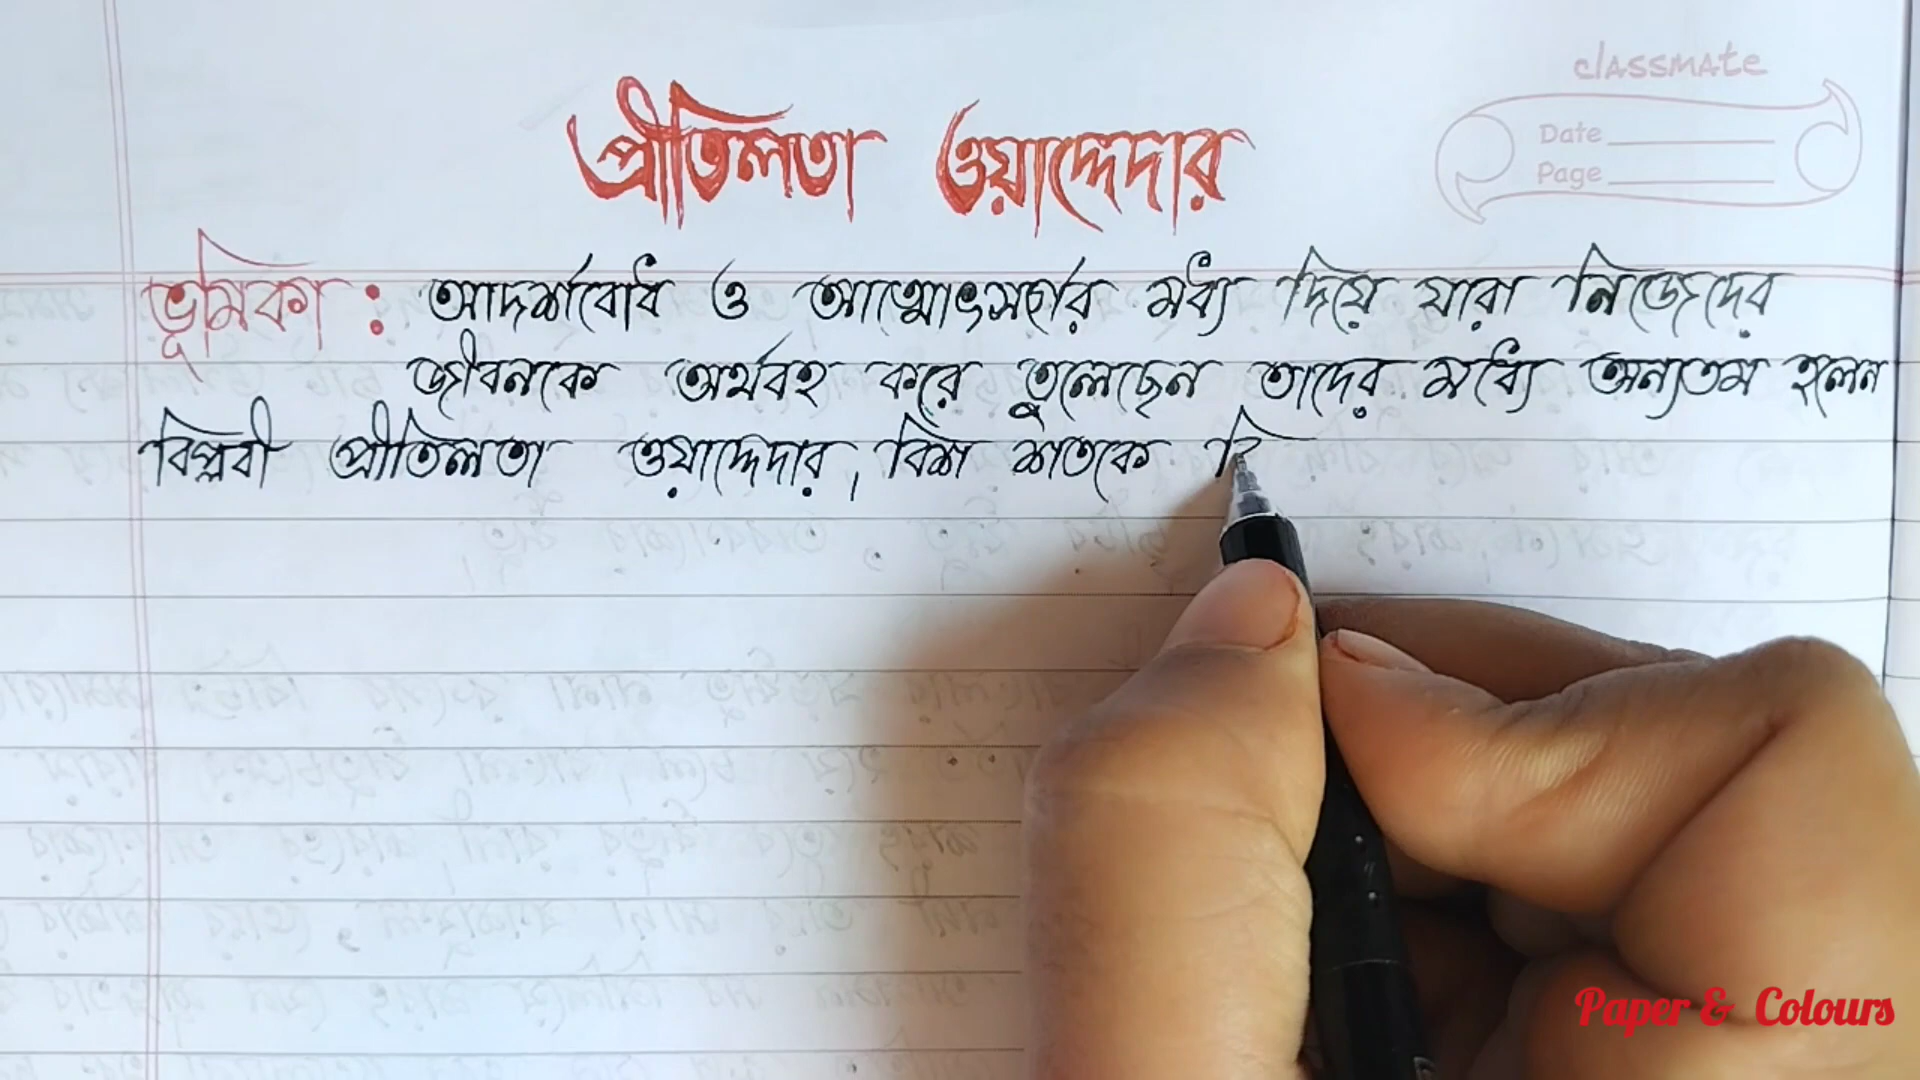 classmate
Date
Page
প্রীতিলতা ওয়াদ্দেদার
ভূমিকা : আদর্শবোধ ও আত্মোৎসর্গের মধ্য দিয়ে যারা নিজেদের
জীবনকে অর্থবহ করে তুলেছেন তাদের মধ্যে অন্যতম হলেন
বিপ্লবী প্রীতিলতা ওয়াদ্দেদার, বিশ শতকে
Paper & Colours